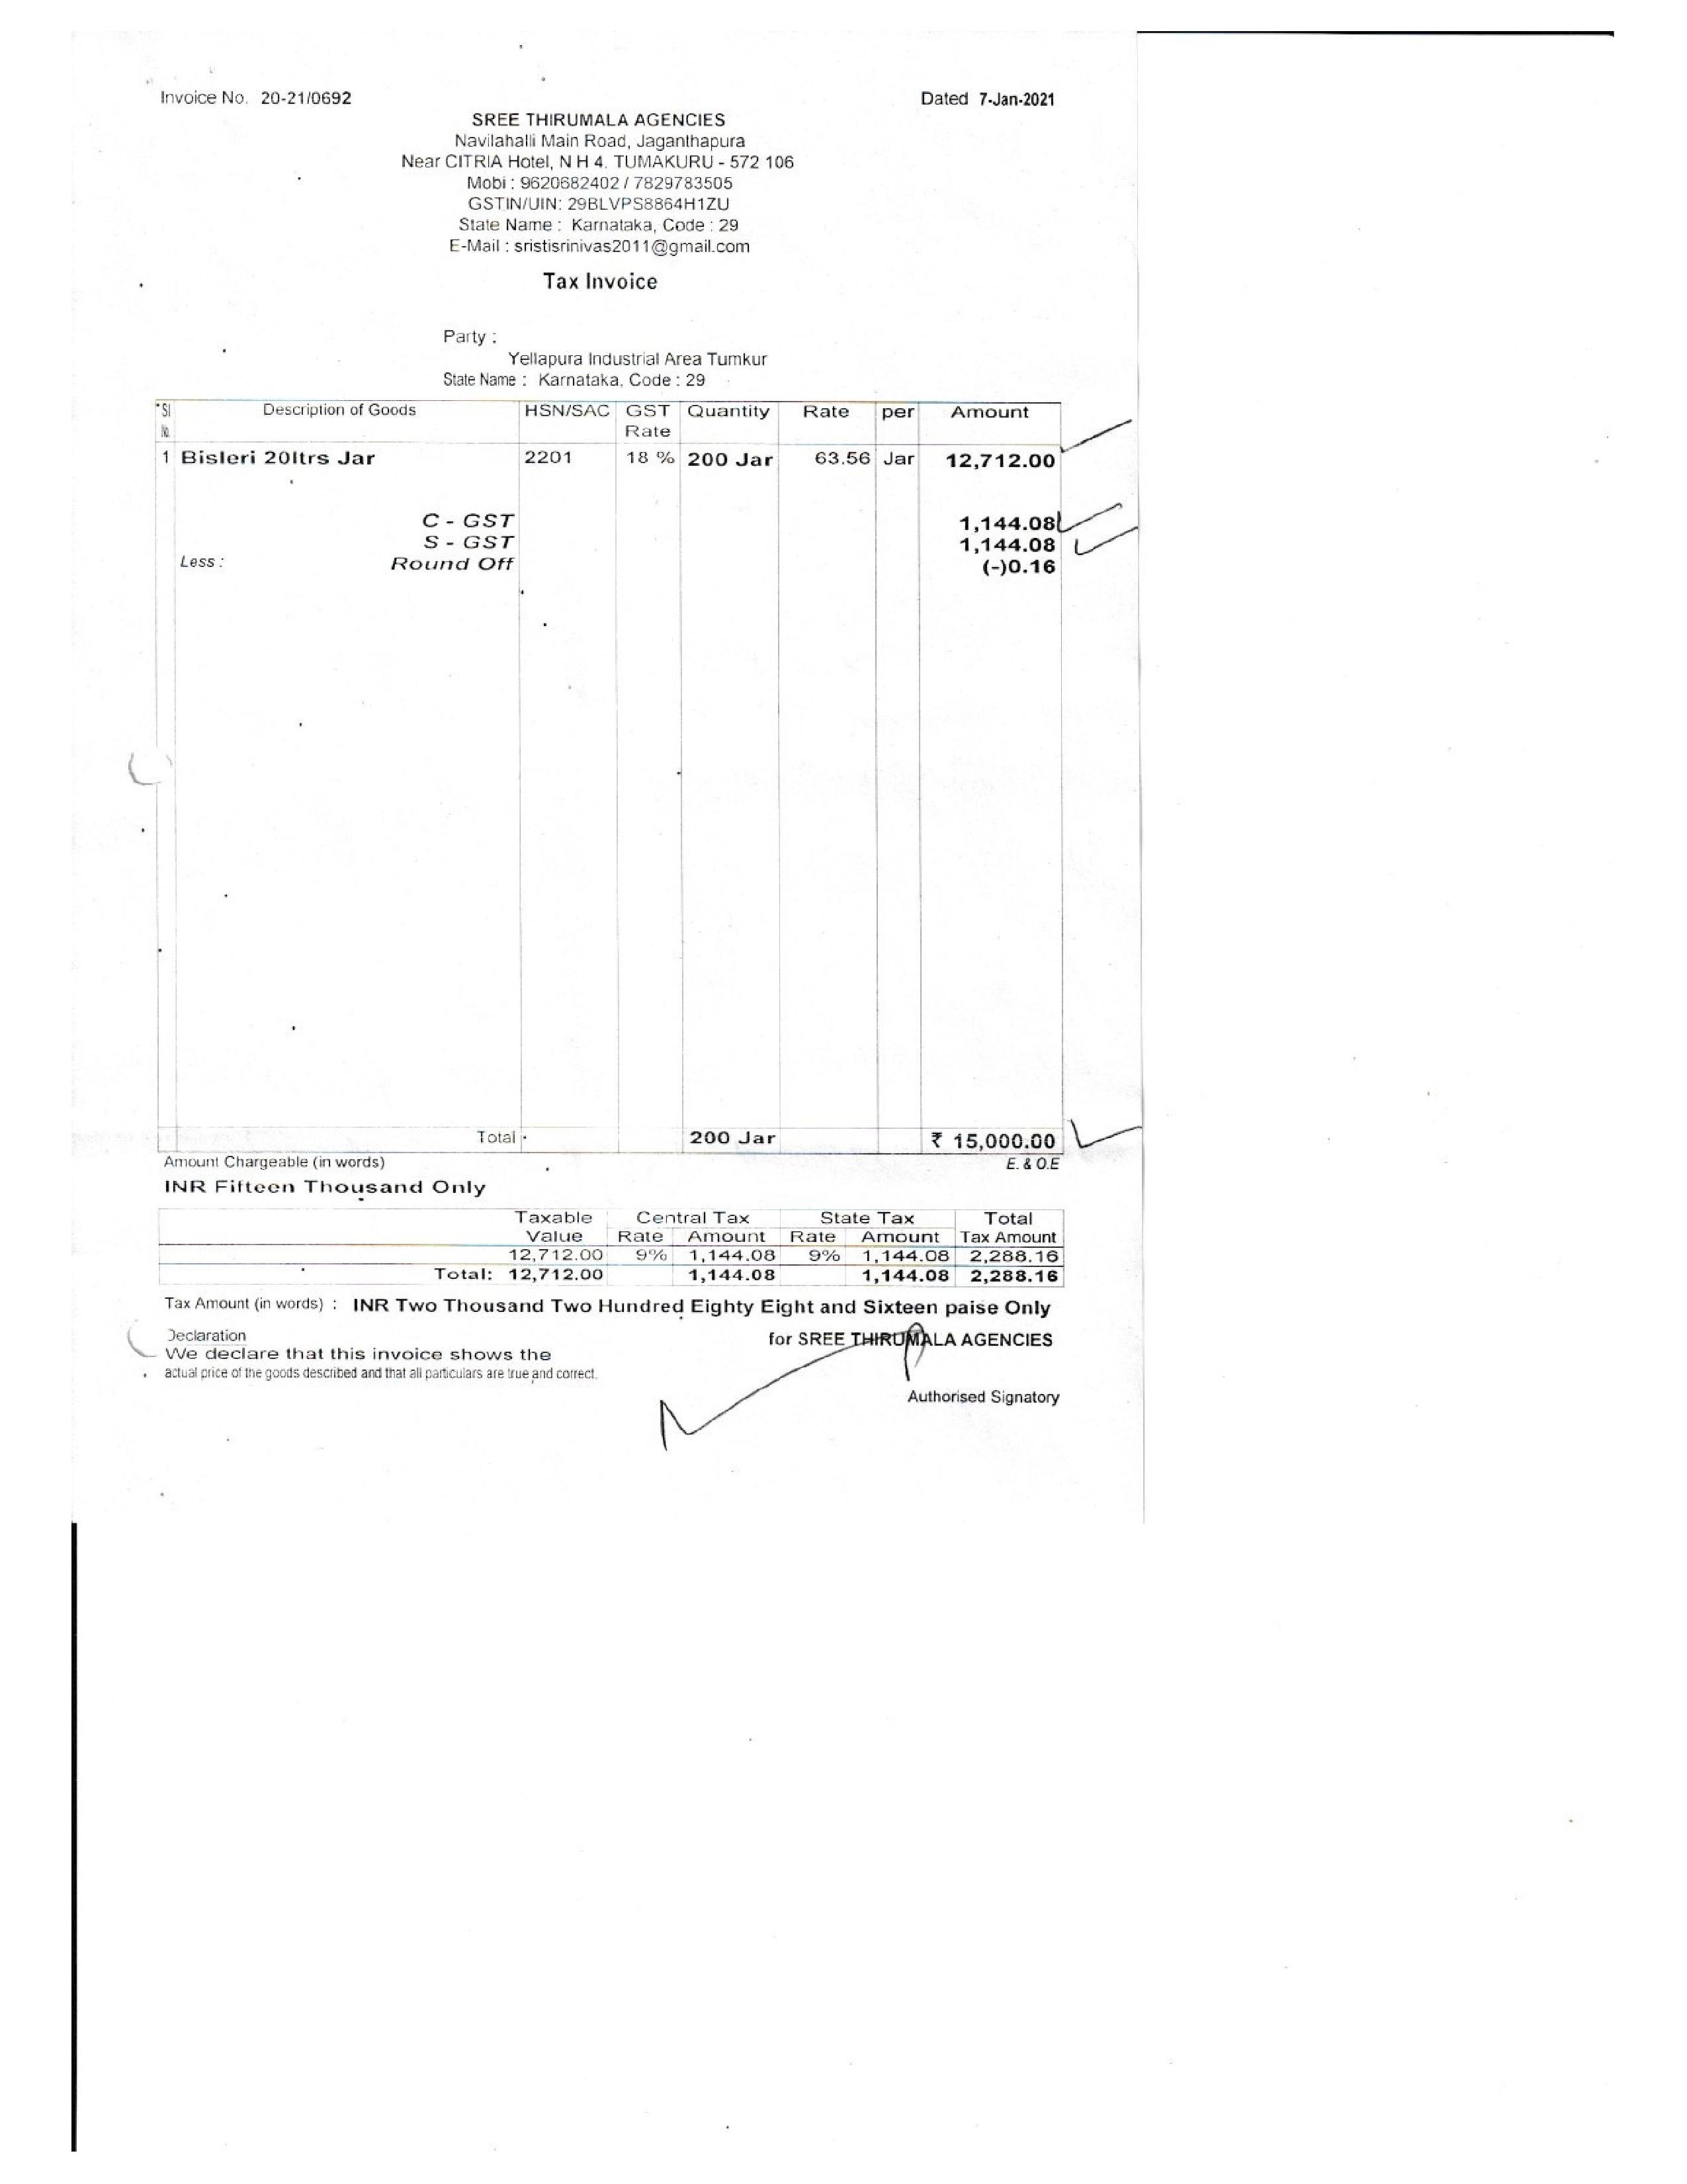 Invoice No. 20-21/0692 Dated 7-Jan-2021
SREE THIRUMALA AGENCIES
Navilahalli Main Road, Jaganthapura
Near CITRIA Hotel, N H 4. TUMAKURU - 572 106
Mobi : 9620682402 / 7829783505
GSTIN/UIN: 29BLVPS8864H1ZU
State Name : Karnataka, Code : 29
E-Mail : sristisrinivas2011@gmail.com
Tax Invoice
Party :
Yellapura Industrial Area Tumkur
State Name : Karnataka, Code : 29
Sl Description of Goods HSN/SAC GST Quantity Rate per Amount
No. Rate
1 Bisleri 20ltrs Jar 2201 18 % 200 Jar 63.56 Jar 12,712.00
C - GST 1,144.08
S - GST 1,144.08
Less : Round Off (-)0.16
Total 200 Jar ₹ 15,000.00
Amount Chargeable (in words) E. & O.E
INR Fifteen Thousand Only
Taxable Central Tax State Tax Total
Value Rate Amount Rate Amount Tax Amount
12,712.00 9% 1,144.08 9% 1,144.08 2,288.16
Total: 12,712.00 1,144.08 1,144.08 2,288.16
Tax Amount (in words) : INR Two Thousand Two Hundred Eighty Eight and Sixteen paise Only
Declaration for SREE THIRUMALA AGENCIES
We declare that this invoice shows the
actual price of the goods described and that all particulars are true and correct.
Authorised Signatory